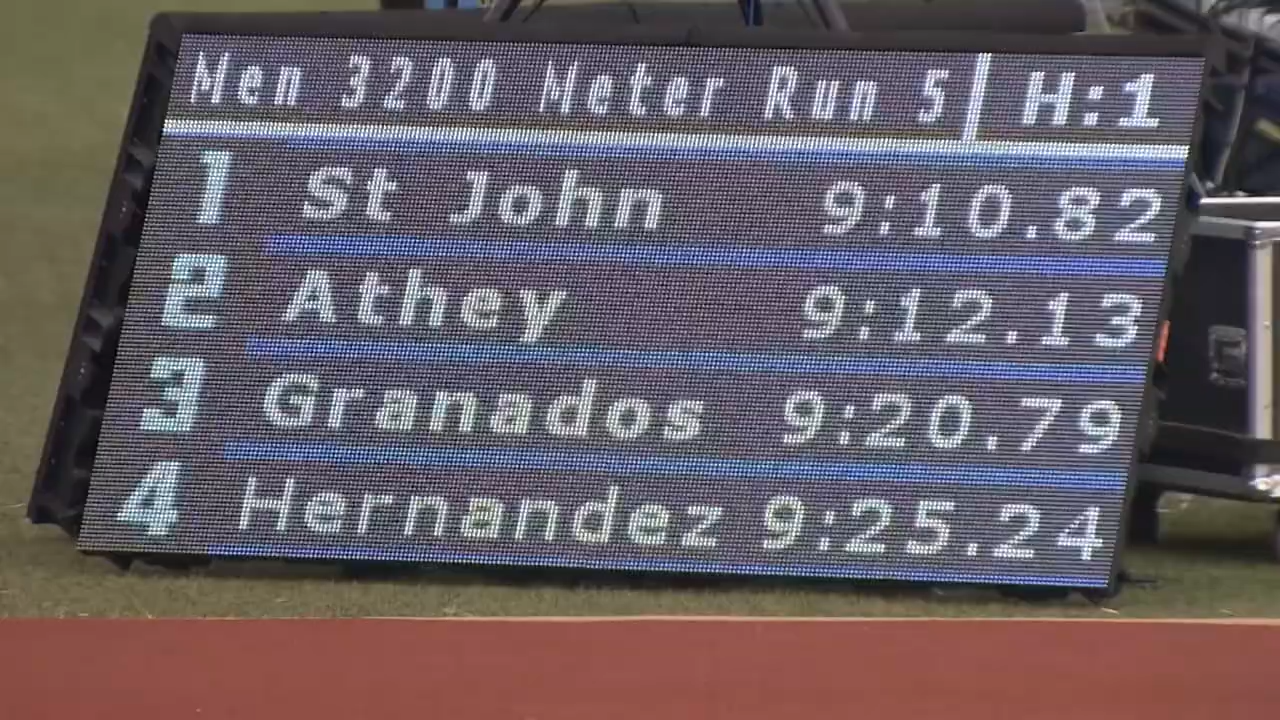 Men 3200 Meter Run 5 H:1
1 St John 9:10.82
2 Athey 9:12.13
3 Granados 9:20.79
4 Hernandez 9:25.24